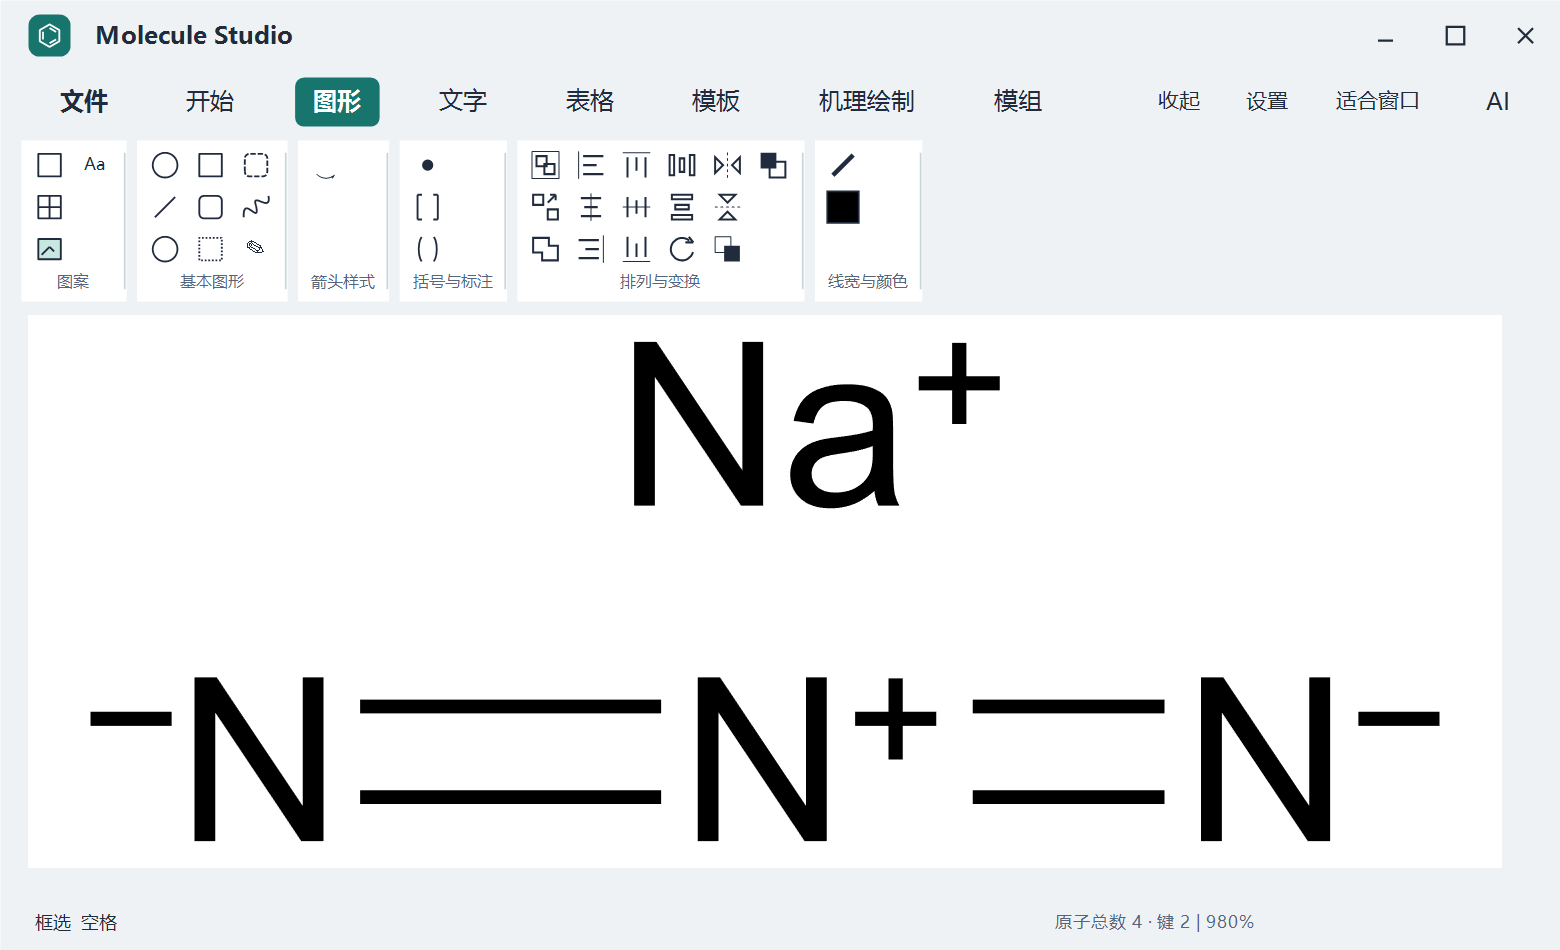 Molecule Studio
文件 开始 图形 文字 表格 模板 机理绘制 模组 收起 设置 适合窗口 AI
Aa
图案 基本图形 箭头样式 括号与标注 排列与变换 线宽与颜色
Na+
−N N+ N−
框选 空格 原子总数 4 · 键 2 | 980%